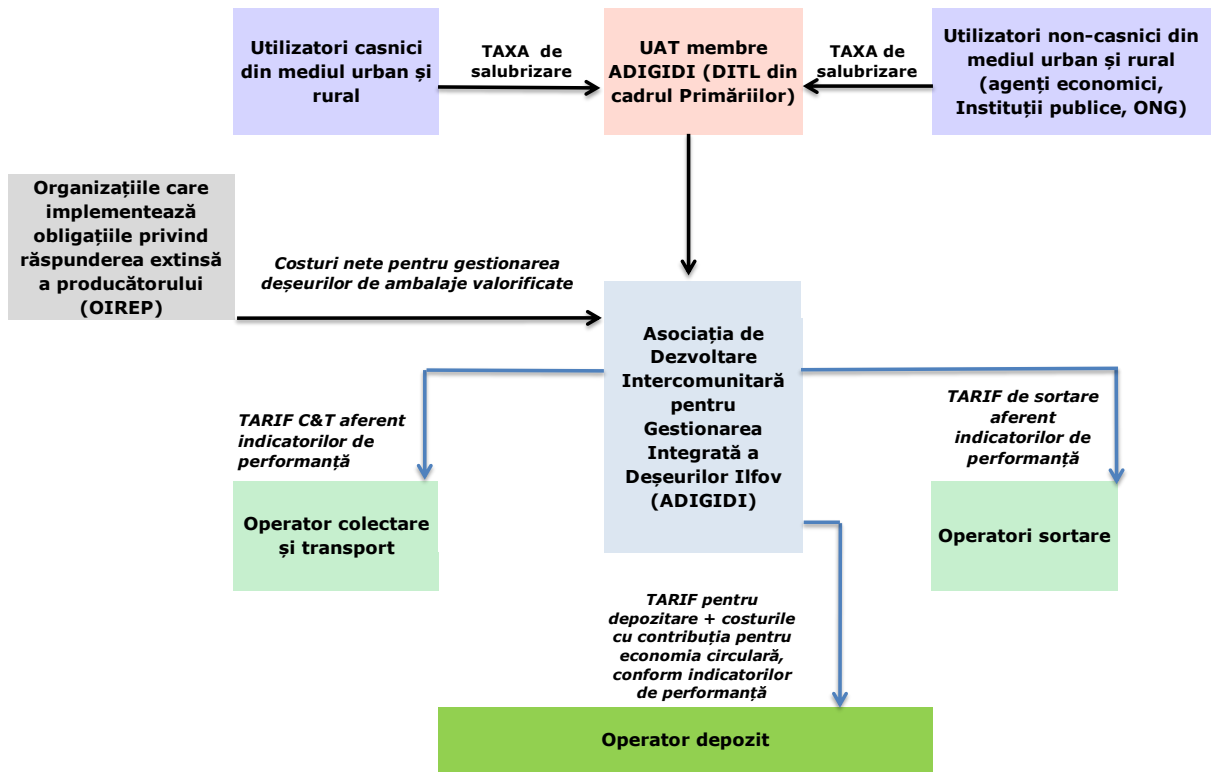 Utilizatori casnici
din mediul urban și
rural
TAXA de
salubrizare
UAT membre
ADIGIDI (DITL din
cadrul Primăriilor)
TAXA de
salubrizare
Utilizatori non-casnici din
mediul urban și rural
(agenți economici,
Instituții publice, ONG)
Organizațiile care
implementează
obligațiile privind
răspunderea extinsă
a producătorului
(OIREP)
Costuri nete pentru gestionarea
deșeurilor de ambalaje valorificate
Asociația de
Dezvoltare
Intercomunitară
pentru
Gestionarea
Integrată a
Deșeurilor Ilfov
(ADIGIDI)
TARIF C&T aferent
indicatorilor de
performanță
TARIF de sortare
aferent
indicatorilor de
performanță
Operator colectare
și transport
Operatori sortare
TARIF pentru
depozitare + costurile
cu contribuția pentru
economia circulară,
conform indicatorilor
de performanță
Operator depozit